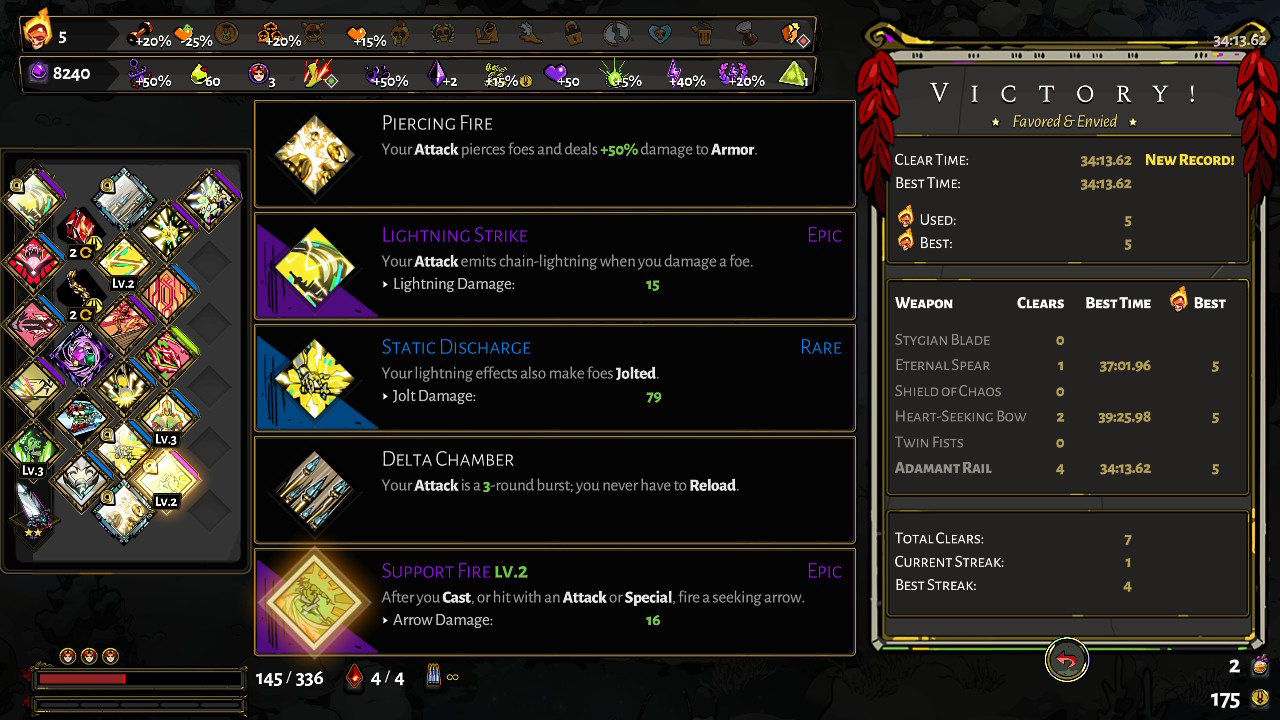 5
+20%
25%
+20%
+15%
8240
+50%
60
3
+50%
+2
+15%
+50
+5%
+40%
+20%
1
34:13.62
VICTORY!
Favored & Envied
CLEAR TIME: 34:13.62 NEW RECORD!
BEST TIME: 34:13.62
USED: 5
BEST: 5
WEAPON CLEARS BEST TIME BEST
STYGIAN BLADE 0
ETERNAL SPEAR 1 37:01.96 5
SHIELD OF CHAOS 0
HEART-SEEKING BOW 2 39:25.98 5
TWIN FISTS 0
ADAMANT RAIL 4 34:13.62 5
TOTAL CLEARS: 7
CURRENT STREAK: 1
BEST STREAK: 4
PIERCING FIRE
Your Attack pierces foes and deals +50% damage to Armor.
LIGHTNING STRIKE Epic
Your Attack emits chain-lightning when you damage a foe.
Lightning Damage: 15
STATIC DISCHARGE RARE
Your lightning effects also make foes Jolted.
Jolt Damage: 79
DELTA CHAMBER
Your Attack is a 3-round burst; you never have to Reload.
SUPPORT FIRE LV.2 Epic
After you Cast, or hit with an Attack or Special, fire a seeking arrow.
Arrow Damage: 16
2
Lv.2
2
Lv.3
Lv.3
Lv.2
145 / 336
4 / 4
∞
2
175